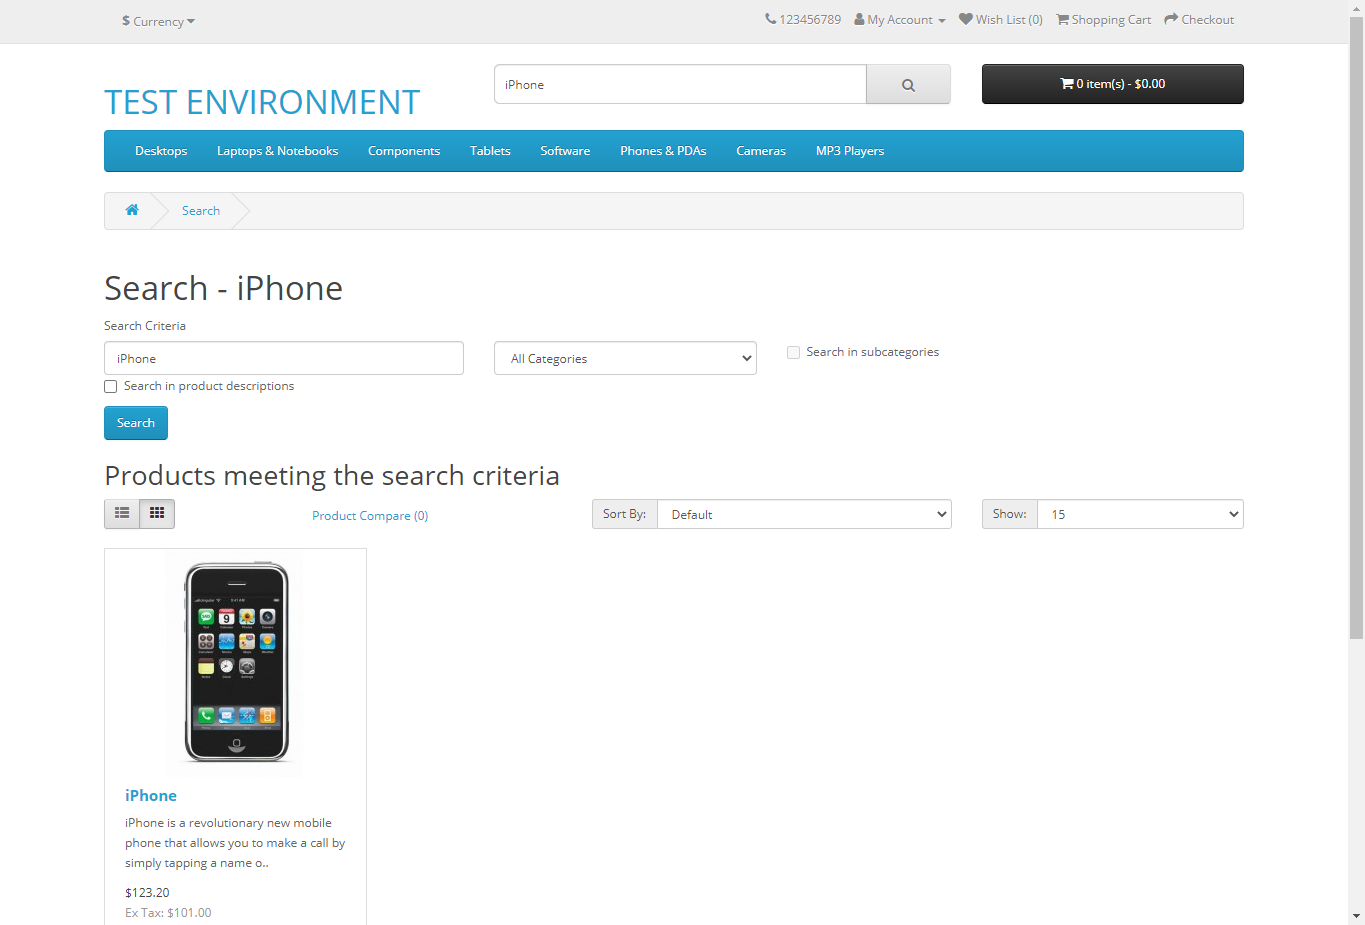 $ Currency
123456789 My Account Wish List (0) Shopping Cart Checkout
TEST ENVIRONMENT
iPhone
0 item(s) - $0.00
Desktops Laptops & Notebooks Components Tablets Software Phones & PDAs Cameras MP3 Players
Search
Search - iPhone
Search Criteria
iPhone
All Categories
Search in subcategories
Search in product descriptions
Search
Products meeting the search criteria
Product Compare (0)
Sort By: Default
Show: 15
iPhone
iPhone is a revolutionary new mobile
phone that allows you to make a call by
simply tapping a name o..
$123.20
Ex Tax: $101.00